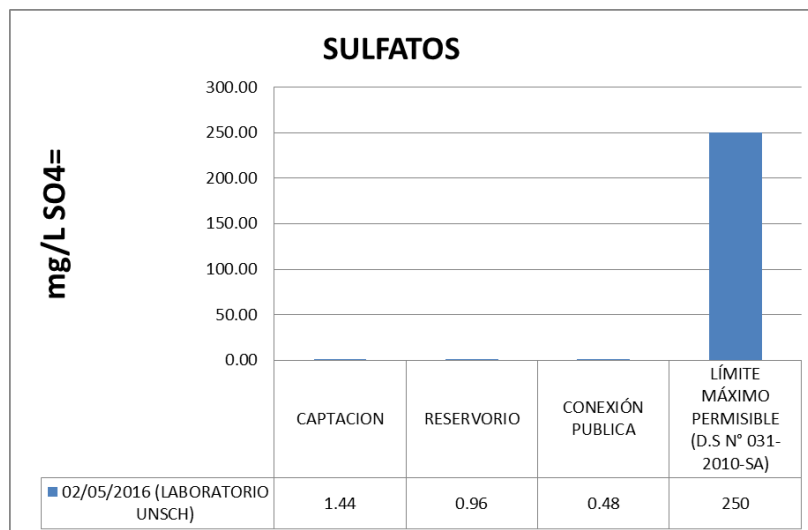 SULFATOS
mg/L SO4=
300.00
250.00
200.00
150.00
100.00
50.00
0.00
CAPTACION
RESERVORIO
CONEXIÓN
PUBLICA
LÍMITE
MÁXIMO
PERMISIBLE
(D.S N° 031-
2010-SA)
02/05/2016 (LABORATORIO
UNSCH)
1.44
0.96
0.48
250